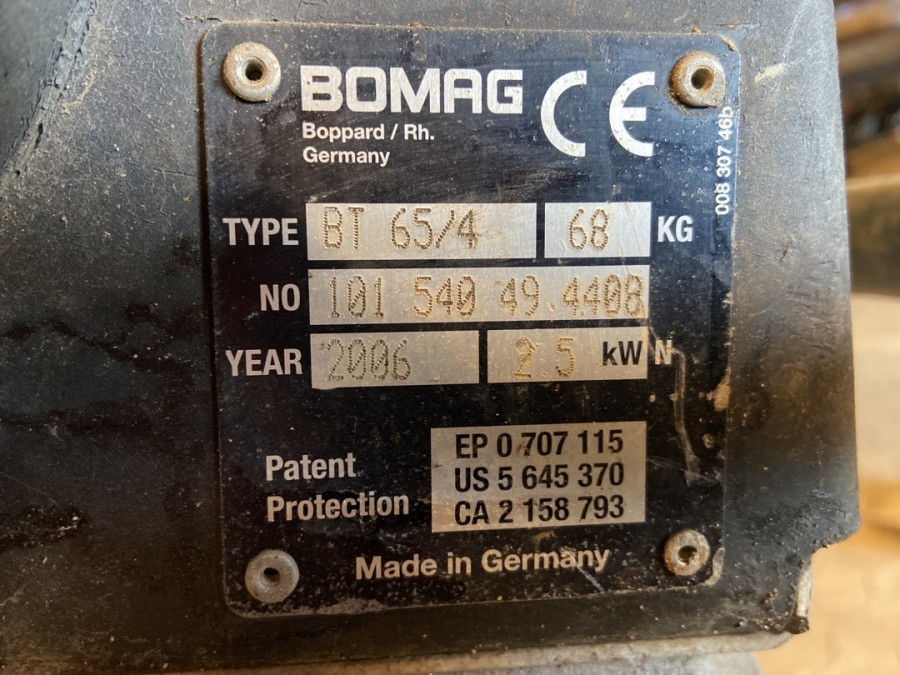 BOMAG CE
Boppard / Rh.
Germany
008 307 46b
TYPE BT 65/4 68 KG
NO 101 540 49.4408
YEAR 2006 2 5 kW N
Patent
Protection
EP 0 707 115
US 5 645 370
CA 2 158 793
Made in Germany